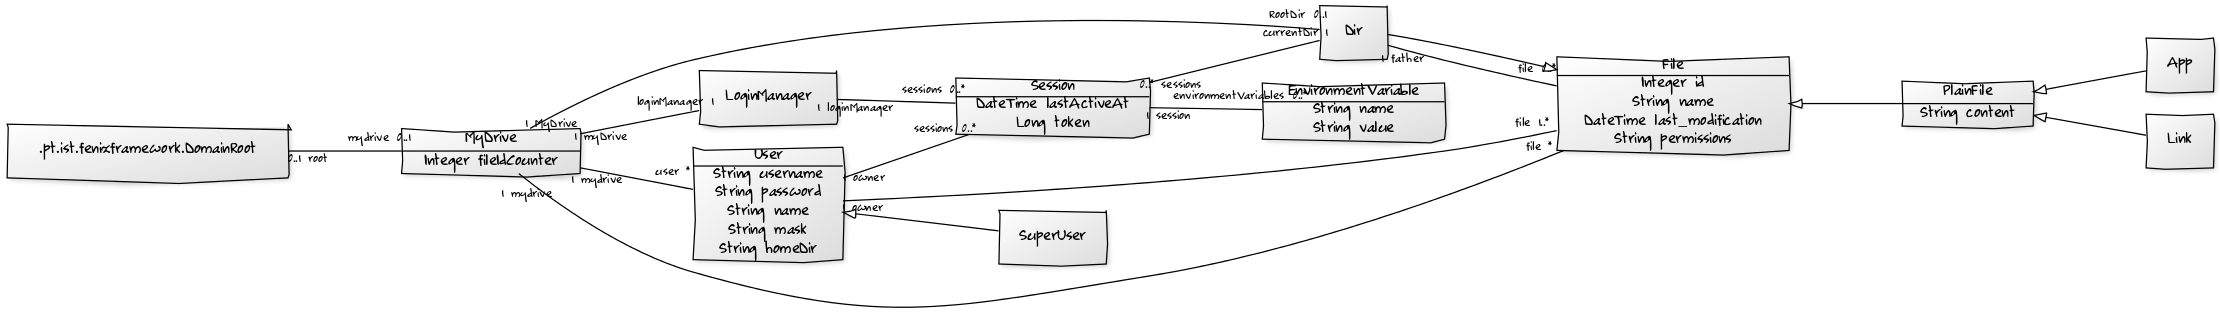 .pt.ist.fenixframework.DomainRoot
0..1 root
mydrive 0..1
MyDrive
Integer fileIdCounter
1 MyDrive
1 myDrive
1 mydrive
1 mydrive
loginManager 1
LoginManager
1 loginManager
user *
User
String username
String password
String name
String mask
String homeDir
owner
owner
SuperUser
sessions 0..*
sessions 0..*
Session
DateTime lastActiveAt
Long token
0..* sessions
1 session
environmentVariables 0..*
EnvironmentVariable
String name
String value
RootDir 0..1
currentDir 1
Dir
1 father
file
file 1..*
file *
File
Integer id
String name
DateTime last_modification
String permissions
PlainFile
String content
App
Link